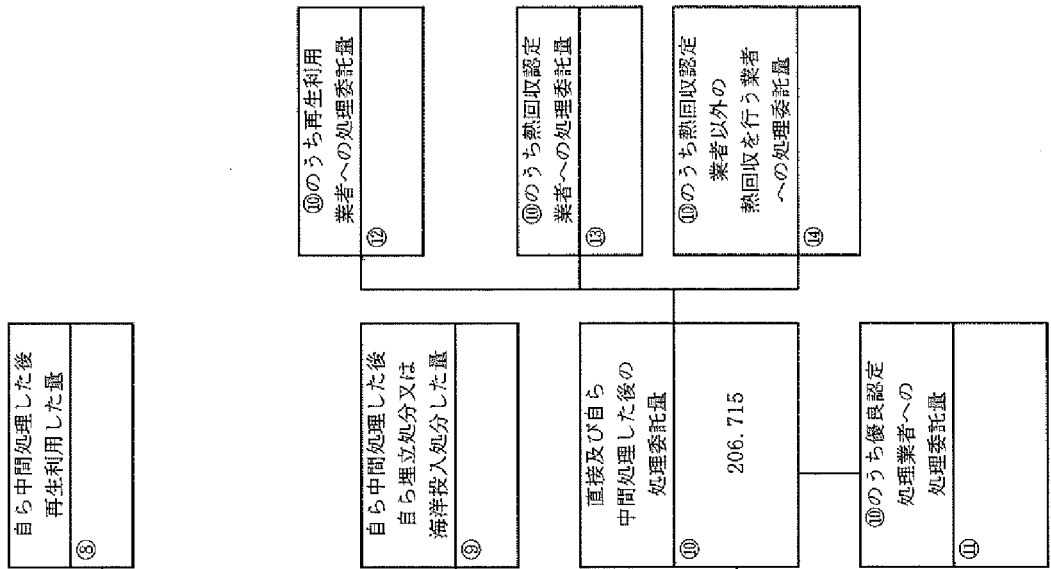 自ら中間処理した後
再生利用した量
⑧
自ら中間処理した後
自ら埋立処分又は
海洋投入処分した量
⑨
直接及び自ら
中間処理した後の
処理委託量
⑩
206.715
⑩のうち優良認定
処理業者への
処理委託量
⑪
⑩のうち再生利用
業者への処理委託量
⑫
⑩のうち熱回収認定
業者への処理委託量
⑬
⑩のうち熱回収認定
業者以外の
熱回収を行う業者
への処理委託量
⑭